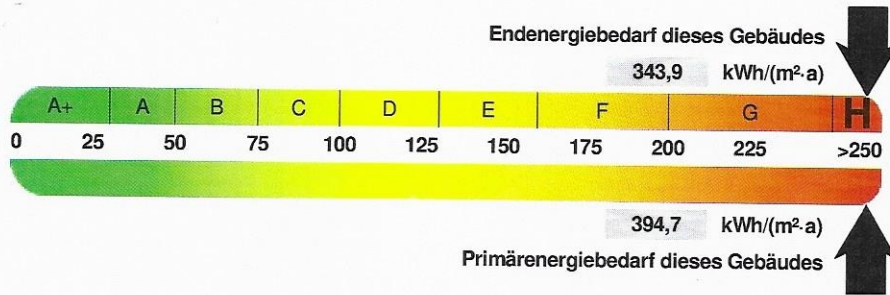 Endenergiebedarf dieses Gebäudes
343,9 kWh/(m²·a)
A+ A B C D E F G H
0 25 50 75 100 125 150 175 200 225 >250
394,7 kWh/(m²·a)
Primärenergiebedarf dieses Gebäudes